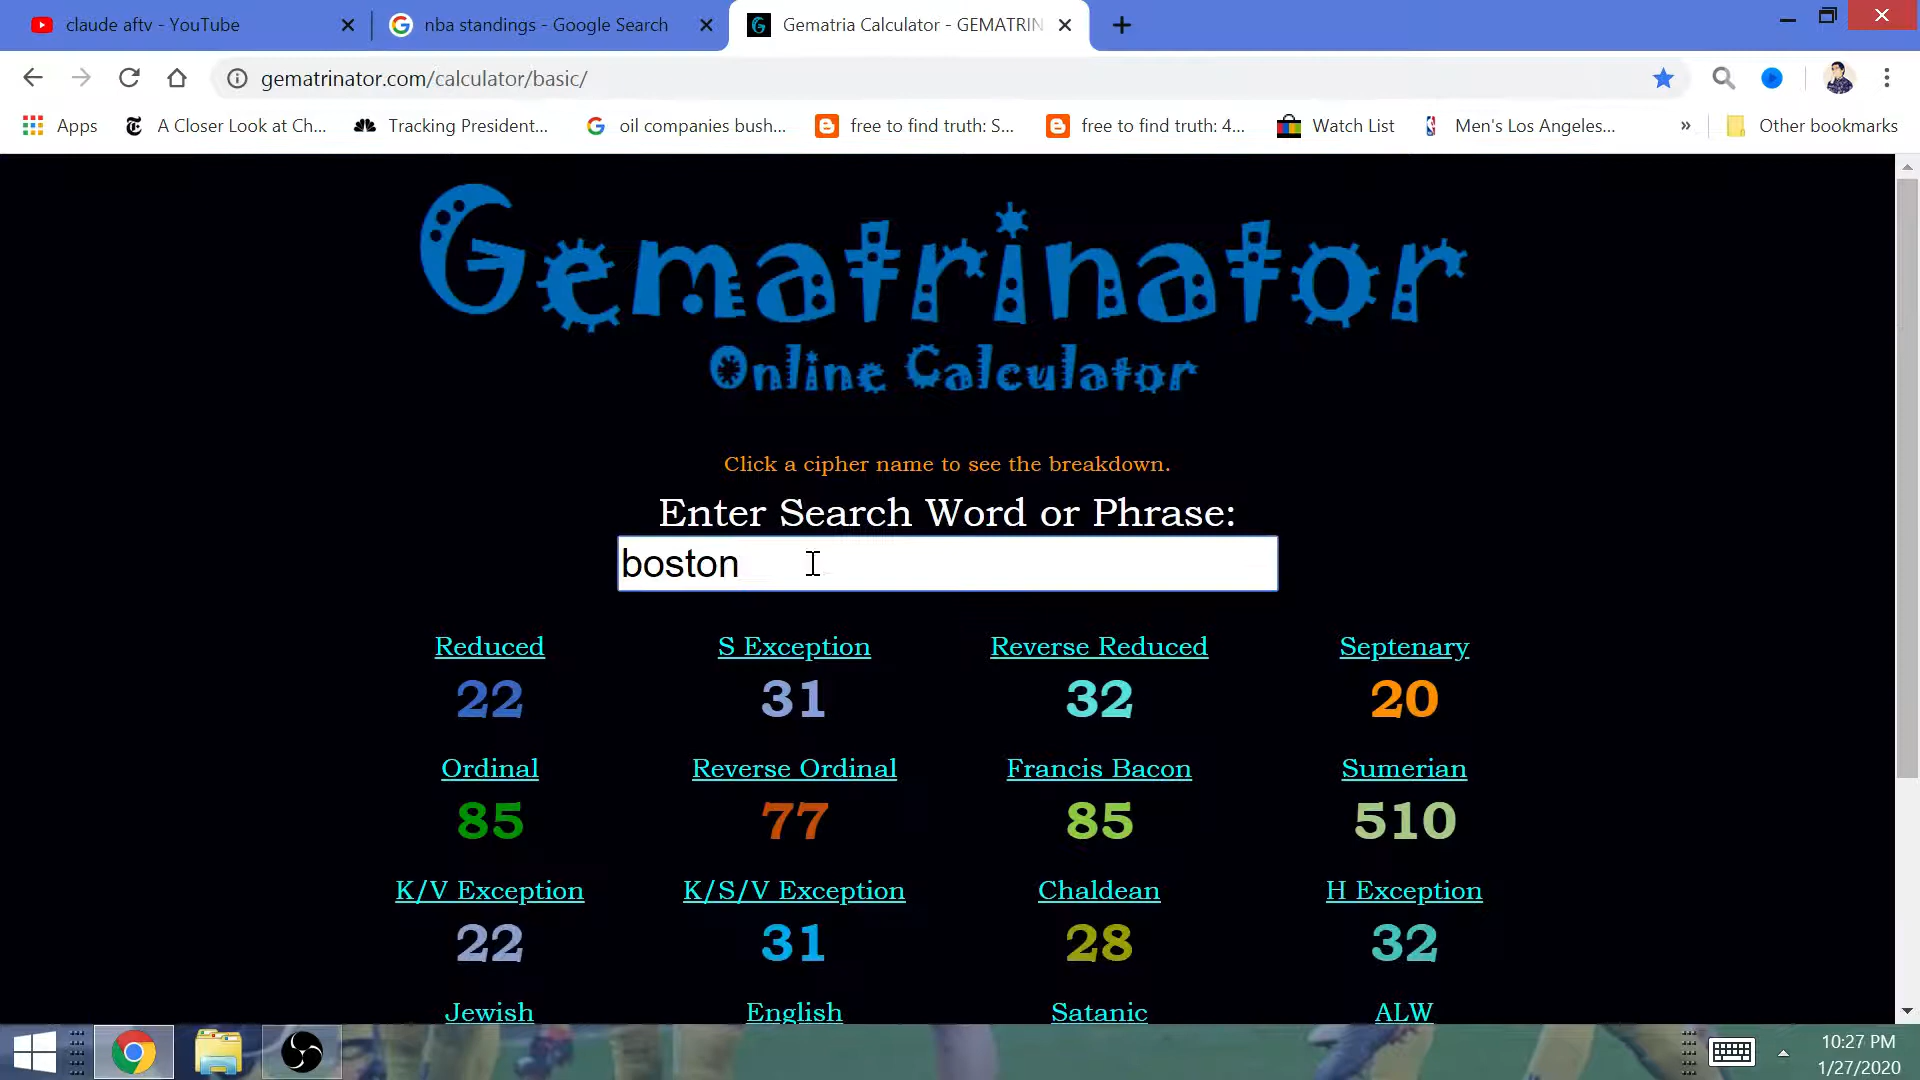 claude aftv - YouTube
nba standings - Google Search
Gematria Calculator - GEMATRIN
gematrinator.com/calculator/basic/
Apps
A Closer Look at Ch...
Tracking President...
oil companies bush...
free to find truth: S...
free to find truth: 4...
Watch List
Men's Los Angeles...
»
Other bookmarks
Gematrinator
Online Calculator
Click a cipher name to see the breakdown.
Enter Search Word or Phrase:
boston
Reduced S Exception Reverse Reduced Septenary
22 31 32 20
Ordinal Reverse Ordinal Francis Bacon Sumerian
85 77 85 510
K/V Exception K/S/V Exception Chaldean H Exception
22 31 28 32
Jewish English Satanic ALW
10:27 PM
1/27/2020